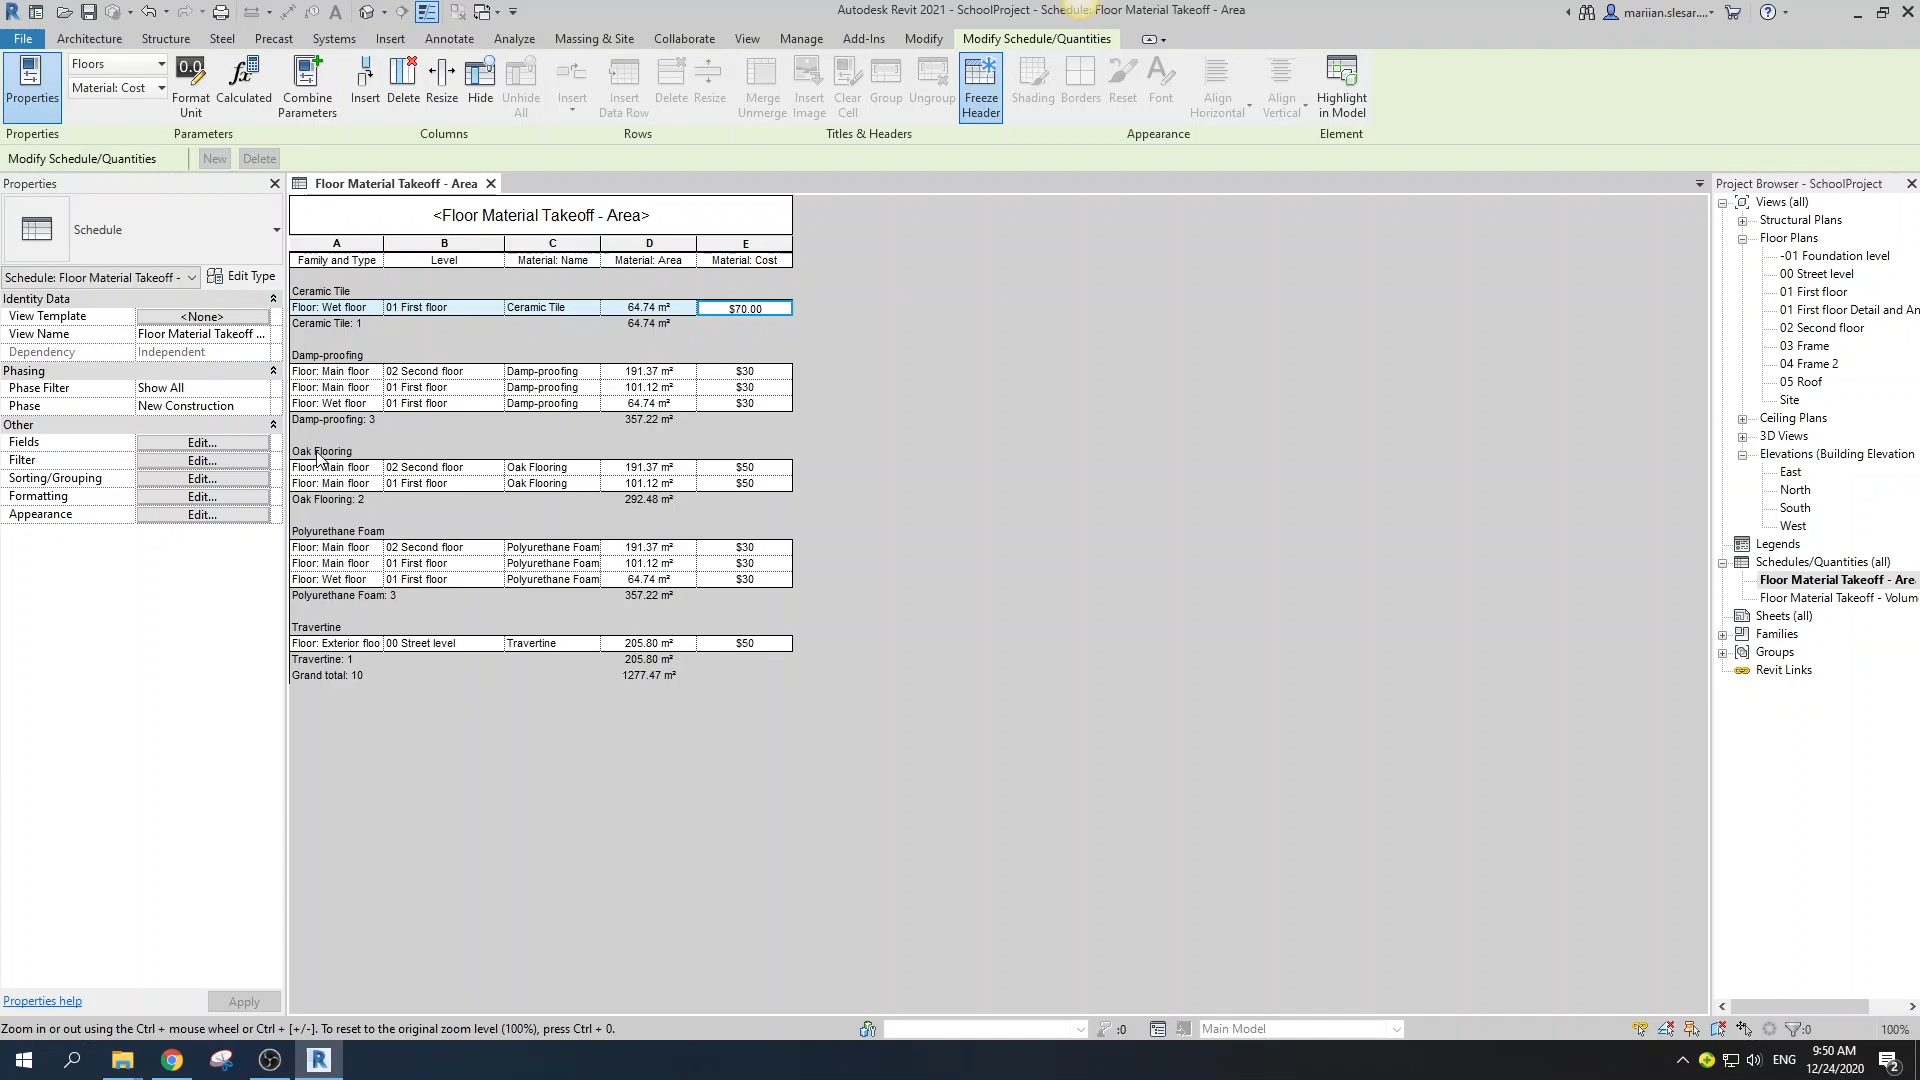 Autodesk Revit 2021 - SchoolProject - Schedule: Floor Material Takeoff - Area
mariian.slesar...
File Architecture Structure Steel Precast Systems Insert Annotate Analyze Massing & Site Collaborate View Manage Add-Ins Modify Modify Schedule/Quantities
Properties
Floors
Material: Cost
0.0
Format Unit
Calculated
Combine Parameters
Insert Delete Resize Hide Unhide All
Insert
Insert Data Row
Delete Resize
Merge Unmerge
Insert Image
Clear Cell
Group Ungroup
Freeze Header
Shading Borders Reset Font
Align Horizontal
Align Vertical
Highlight in Model
Properties Parameters Columns Rows Titles & Headers Appearance Element
Modify Schedule/Quantities New Delete
Properties
Schedule
Schedule: Floor Material Takeoff - Edit Type
Identity Data
View Template <None>
View Name Floor Material Takeoff ...
Dependency Independent
Phasing
Phase Filter Show All
Phase New Construction
Other
Fields Edit...
Filter Edit...
Sorting/Grouping Edit...
Formatting Edit...
Appearance Edit...
Properties help Apply
Floor Material Takeoff - Area
<Floor Material Takeoff - Area>
A B C D E
Family and Type Level Material: Name Material: Area Material: Cost
Ceramic Tile
Floor: Wet floor 01 First floor Ceramic Tile 64.74 m² $70.00
Ceramic Tile: 1 64.74 m²
Damp-proofing
Floor: Main floor 02 Second floor Damp-proofing 191.37 m² $30
Floor: Main floor 01 First floor Damp-proofing 101.12 m² $30
Floor: Wet floor 01 First floor Damp-proofing 64.74 m² $30
Damp-proofing: 3 357.22 m²
Oak Flooring
Floor: Main floor 02 Second floor Oak Flooring 191.37 m² $50
Floor: Main floor 01 First floor Oak Flooring 101.12 m² $50
Oak Flooring: 2 292.48 m²
Polyurethane Foam
Floor: Main floor 02 Second floor Polyurethane Foam 191.37 m² $30
Floor: Main floor 01 First floor Polyurethane Foam 101.12 m² $30
Floor: Wet floor 01 First floor Polyurethane Foam 64.74 m² $30
Polyurethane Foam: 3 357.22 m²
Travertine
Floor: Exterior floo 00 Street level Travertine 205.80 m² $50
Travertine: 1 205.80 m²
Grand total: 10 1277.47 m²
Project Browser - SchoolProject
Views (all)
Structural Plans
Floor Plans
-01 Foundation level
00 Street level
01 First floor
01 First floor Detail and An
02 Second floor
03 Frame
04 Frame 2
05 Roof
Site
Ceiling Plans
3D Views
Elevations (Building Elevation
East
North
South
West
Legends
Schedules/Quantities (all)
Floor Material Takeoff - Are
Floor Material Takeoff - Volum
Sheets (all)
Families
Groups
Revit Links
Zoom in or out using the Ctrl + mouse wheel or Ctrl + [+/-]. To reset to the original zoom level (100%), press Ctrl + 0.
:0
Main Model
:0
100%
ENG
9:50 AM
12/24/2020
2